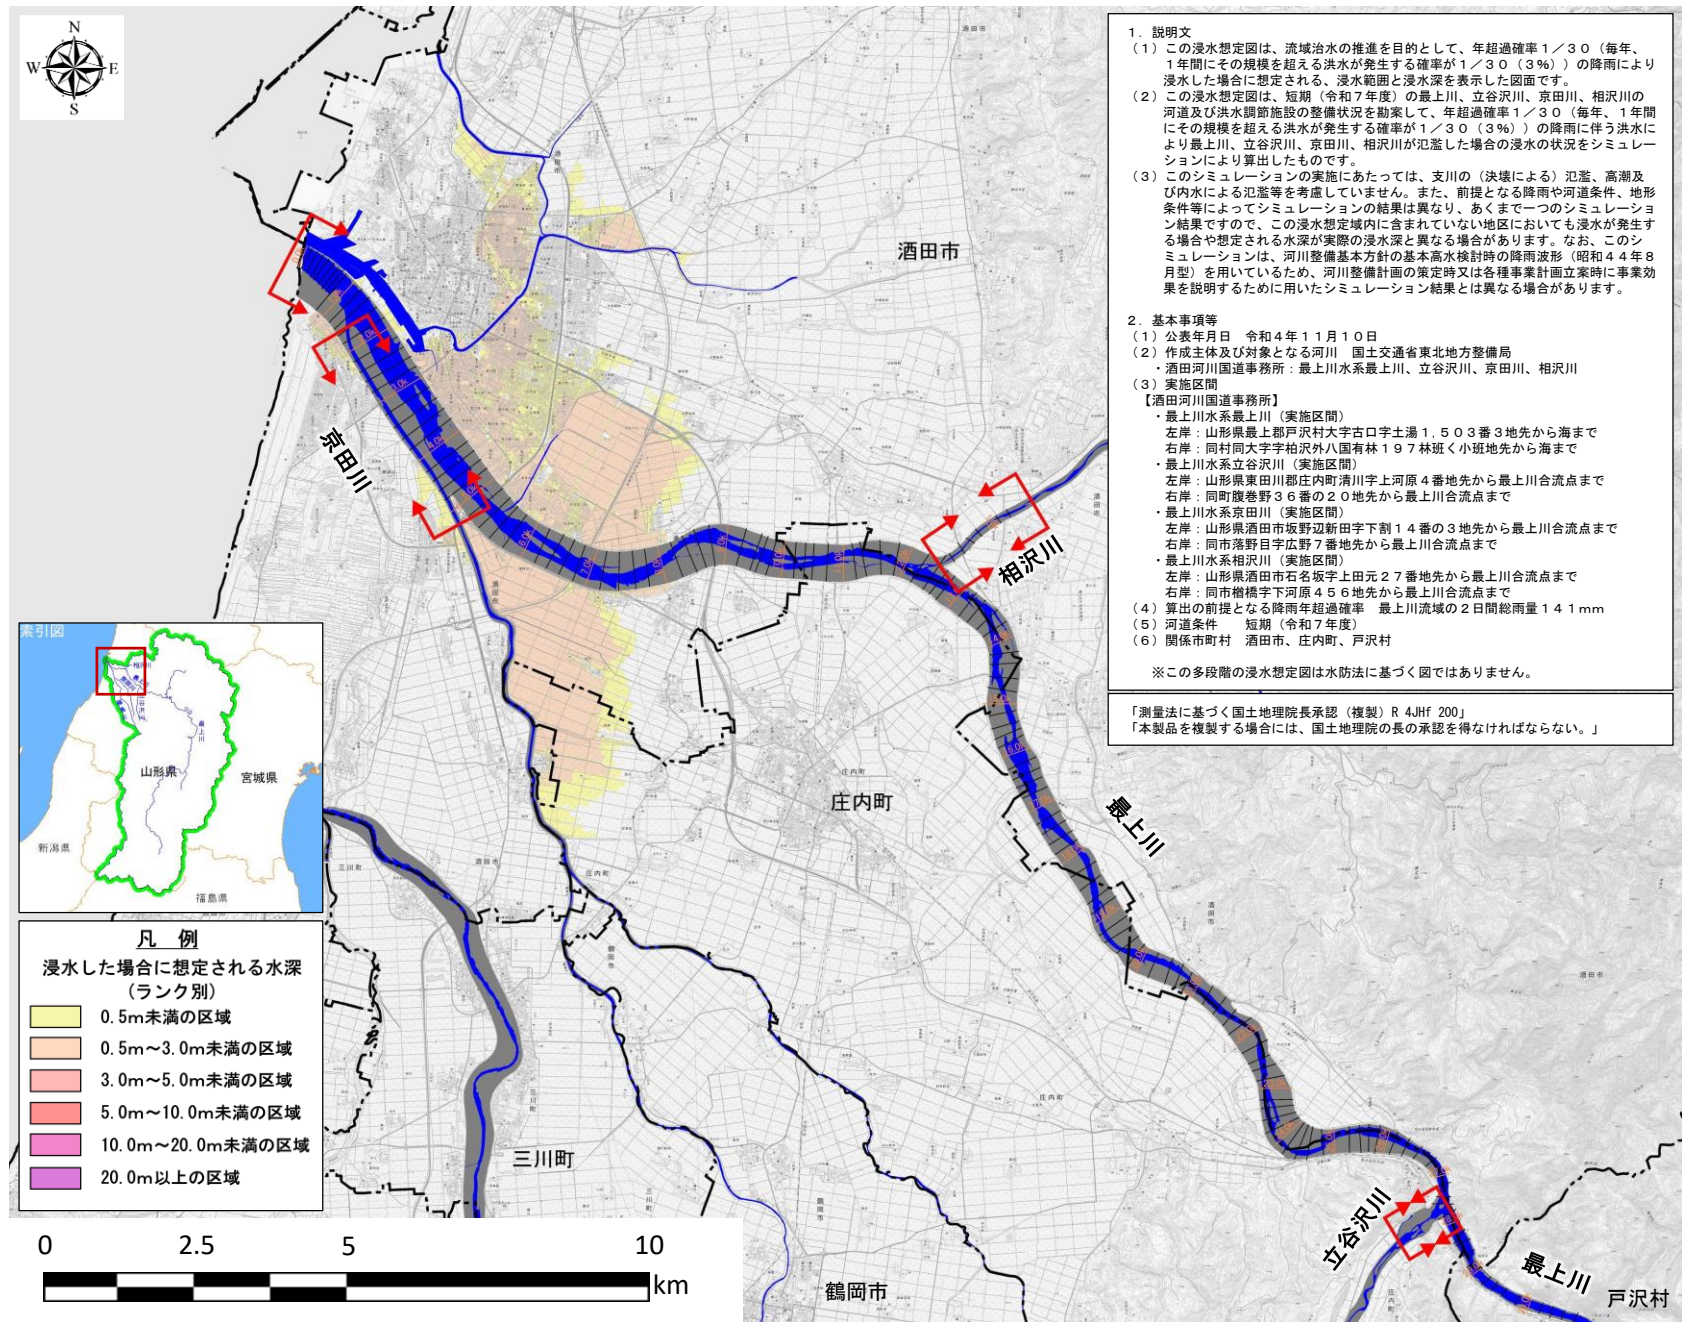 N
W
E
S
1．説明文
（1）この浸水想定図は、流域治水の推進を目的として、年超過確率１／３０（毎年、
１年間にその規模を超える洪水が発生する確率が１／３０（３％））の降雨により
浸水した場合に想定される、浸水範囲と浸水深を表示した図面です。
（2）この浸水想定図は、短期（令和７年度）の最上川、立谷沢川、京田川、相沢川の
河道及び洪水調節施設の整備状況を勘案して、年超過確率１／３０（毎年、１年間
にその規模を超える洪水が発生する確率が１／３０（３％））の降雨に伴う洪水に
より最上川、立谷沢川、京田川、相沢川が氾濫した場合の浸水の状況をシミュレー
ションにより算出したものです。
（3）このシミュレーションの実施にあたっては、支川の（決壊による）氾濫、高潮及
び内水による氾濫等を考慮していません。また、前提となる降雨や河道条件、地形
条件等によってシミュレーションの結果は異なり、あくまで一つのシミュレーショ
ン結果ですので、この浸水想定域内に含まれていない地区においても浸水が発生す
る場合や想定される水深が実際の浸水深と異なる場合があります。なお、このシ
ミュレーションは、河川整備基本方針の基本高水検討時の降雨波形（昭和４４年８
月型）を用いているため、河川整備計画の策定時又は各種事業計画立案時に事業効
果を説明するために用いたシミュレーション結果とは異なる場合があります。
2．基本事項等
（1）公表年月日　令和４年１１月１０日
（2）作成主体及び対象となる河川　国土交通省東北地方整備局
・酒田河川国道事務所：最上川水系最上川、立谷沢川、京田川、相沢川
（3）実施区間
【酒田河川国道事務所】
・最上川水系最上川（実施区間）
左岸：山形県最上郡戸沢村大字古口字土湯１,５０３番３地先から海まで
右岸：同村同大字字柏沢外八国有林１９７林班く小班地先から海まで
・最上川水系立谷沢川（実施区間）
左岸：山形県東田川郡庄内町清川字上河原４番地先から最上川合流点まで
右岸：同町腹巻野３６番の２０地先から最上川合流点まで
・最上川水系京田川（実施区間）
左岸：山形県酒田市坂野辺新田字下割１４番の３地先から最上川合流点まで
右岸：同市落野目字広野７番地先から最上川合流点まで
・最上川水系相沢川（実施区間）
左岸：山形県酒田市石名坂字上田元２７番地先から最上川合流点まで
右岸：同市楢橋字下河原４５６地先から最上川合流点まで
（4）算出の前提となる降雨年超過確率　最上川流域の２日間総雨量１４１mm
（5）河道条件　短期（令和７年度）
（6）関係市町村　酒田市、庄内町、戸沢村
※この多段階の浸水想定図は水防法に基づく図ではありません。
「測量法に基づく国土地理院長承認（複製）R 4JHf 200」
「本製品を複製する場合には、国土地理院の長の承認を得なければならない。」
酒田市
京田川
相沢川
最上川
庄内町
三川町
鶴岡市
立谷沢川
最上川
戸沢村
索引図
山形県
宮城県
新潟県
福島県
最上川
凡　例
浸水した場合に想定される水深
（ランク別）
0.5m未満の区域
0.5m～3.0m未満の区域
3.0m～5.0m未満の区域
5.0m～10.0m未満の区域
10.0m～20.0m未満の区域
20.0m以上の区域
0
2.5
5
10
km